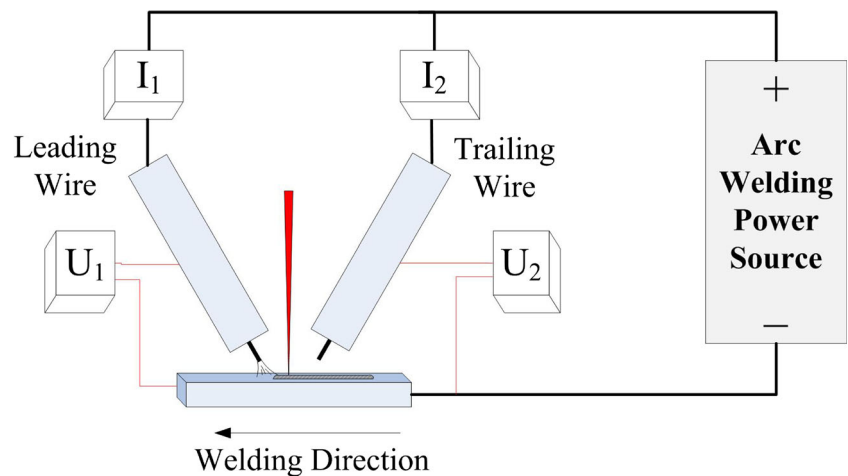 I₁
I₂
Leading
Wire
Trailing
Wire
U₁
U₂
+
Arc
Welding
Power
Source
−
Welding Direction